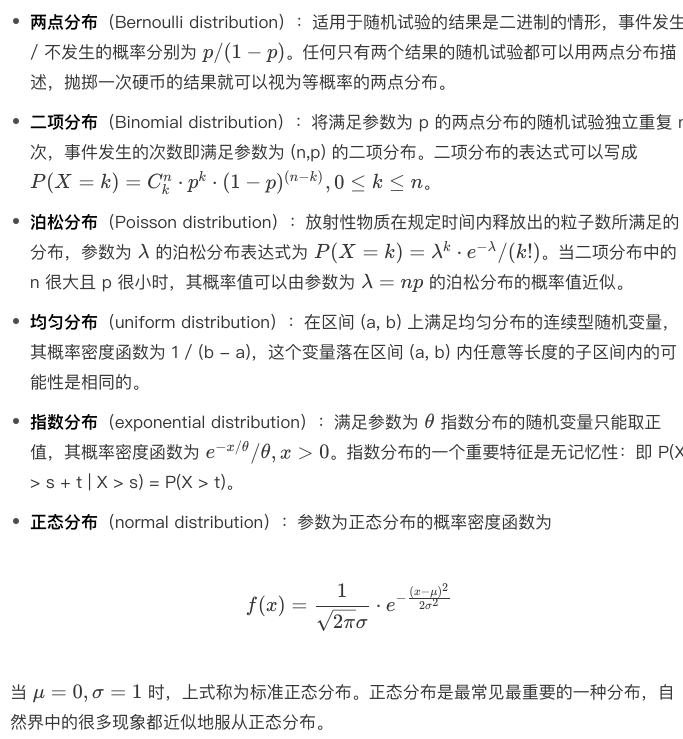 • 两点分布（Bernoulli distribution）：适用于随机试验的结果是二进制的情形，事件发生
/ 不发生的概率分别为 p/(1 − p)。任何只有两个结果的随机试验都可以用两点分布描
述，抛掷一次硬币的结果就可以视为等概率的两点分布。
• 二项分布（Binomial distribution）：将满足参数为 p 的两点分布的随机试验独立重复 n
次，事件发生的次数即满足参数为 (n,p) 的二项分布。二项分布的表达式可以写成
P(X = k) = C_k^n · p^k · (1 − p)^{(n−k)}, 0 ≤ k ≤ n。
• 泊松分布（Poisson distribution）：放射性物质在规定时间内释放出的粒子数所满足的
分布，参数为 λ 的泊松分布表达式为 P(X = k) = λ^k · e^{−λ}/(k!)。当二项分布中的
n 很大且 p 很小时，其概率值可以由参数为 λ = np 的泊松分布的概率值近似。
• 均匀分布（uniform distribution）：在区间 (a, b) 上满足均匀分布的连续型随机变量，
其概率密度函数为 1 / (b − a)，这个变量落在区间 (a, b) 内任意等长度的子区间内的可
能性是相同的。
• 指数分布（exponential distribution）：满足参数为 θ 指数分布的随机变量只能取正
值，其概率密度函数为 e^{−x/θ}/θ, x > 0。指数分布的一个重要特征是无记忆性：即 P(X
> s + t | X > s) = P(X > t)。
• 正态分布（normal distribution）：参数为正态分布的概率密度函数为
f(x) = \frac{1}{\sqrt{2π}σ} · e^{−\frac{(x−μ)^2}{2σ^2}}
当 μ = 0, σ = 1 时，上式称为标准正态分布。正态分布是最常见最重要的一种分布，自
然界中的很多现象都近似地服从正态分布。